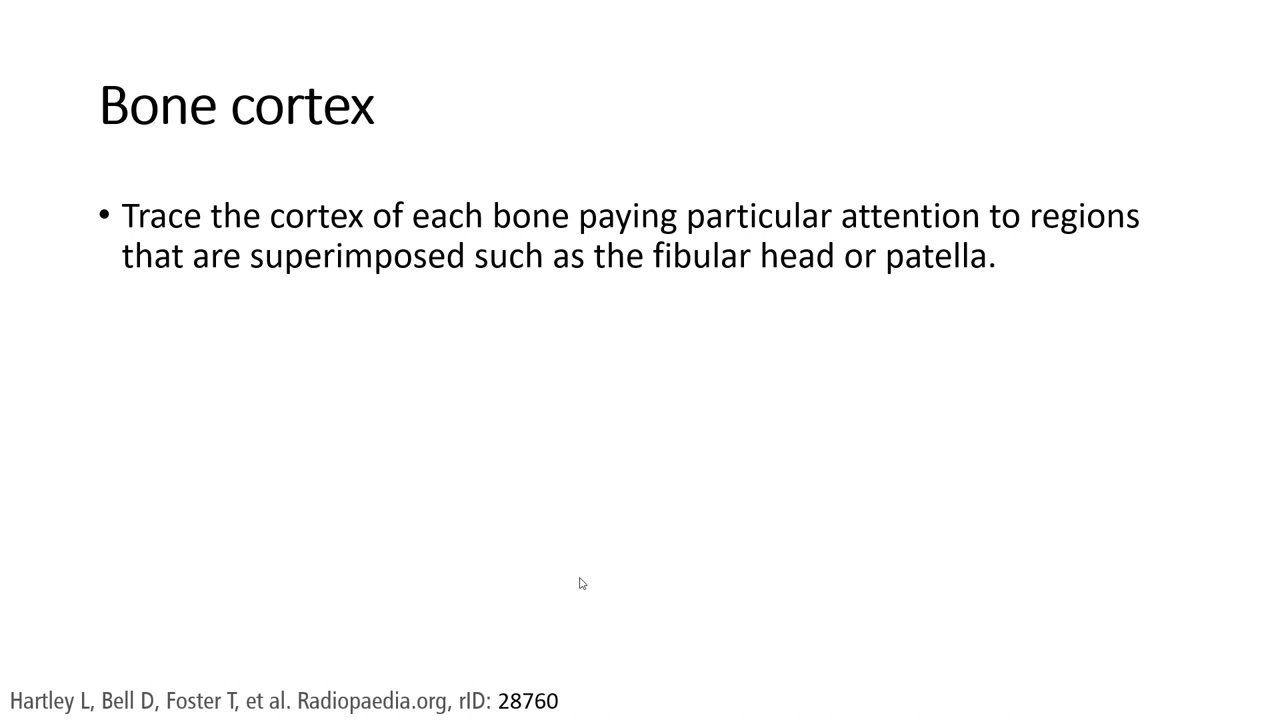 Bone cortex
• Trace the cortex of each bone paying particular attention to regions
that are superimposed such as the fibular head or patella.
Hartley L, Bell D, Foster T, et al. Radiopaedia.org, rID: 28760